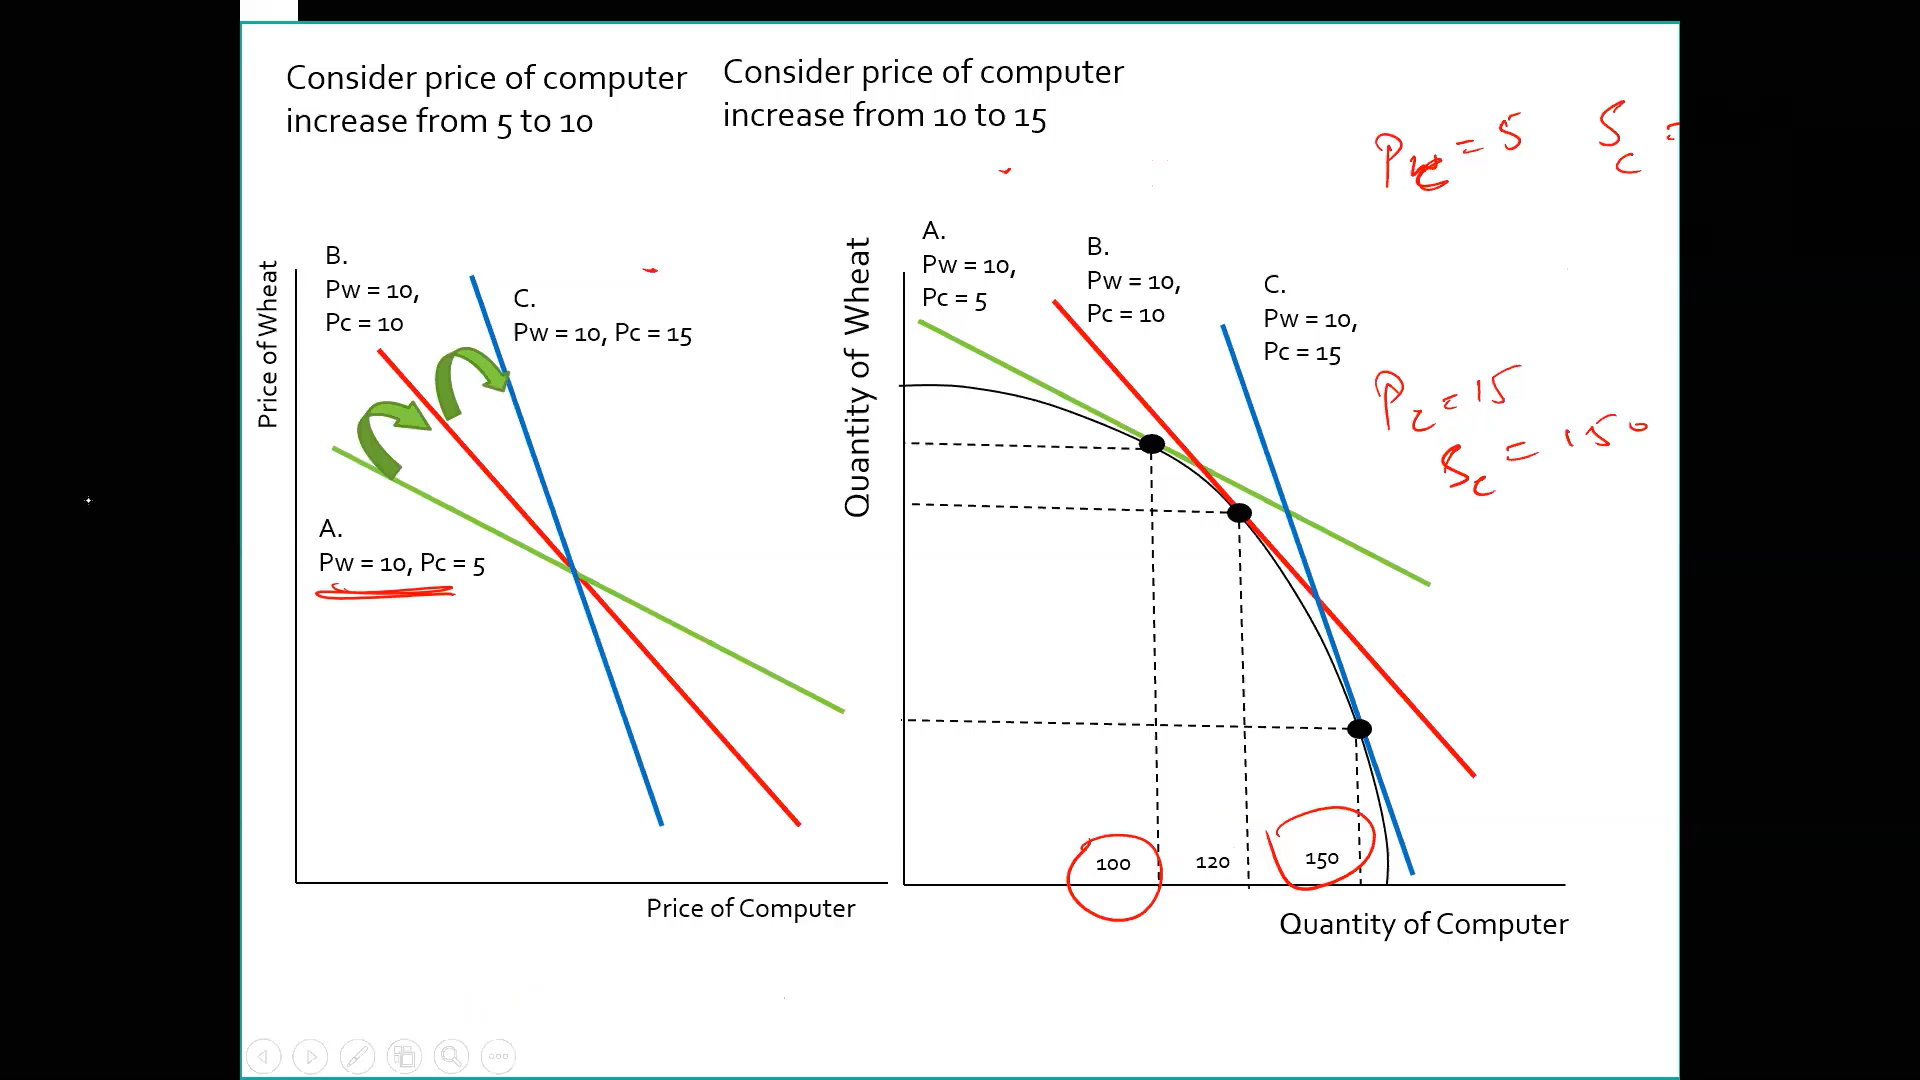 Consider price of computer
increase from 5 to 10
Consider price of computer
increase from 10 to 15
Pc = 5 Sc =
Price of Wheat
B.
Pw = 10,
Pc = 10
C.
Pw = 10, Pc = 15
A.
Pw = 10, Pc = 5
Price of Computer
Quantity of Wheat
A.
Pw = 10,
Pc = 5
B.
Pw = 10,
Pc = 10
C.
Pw = 10,
Pc = 15
Pc = 15
Sc = 150
100
120
150
Quantity of Computer